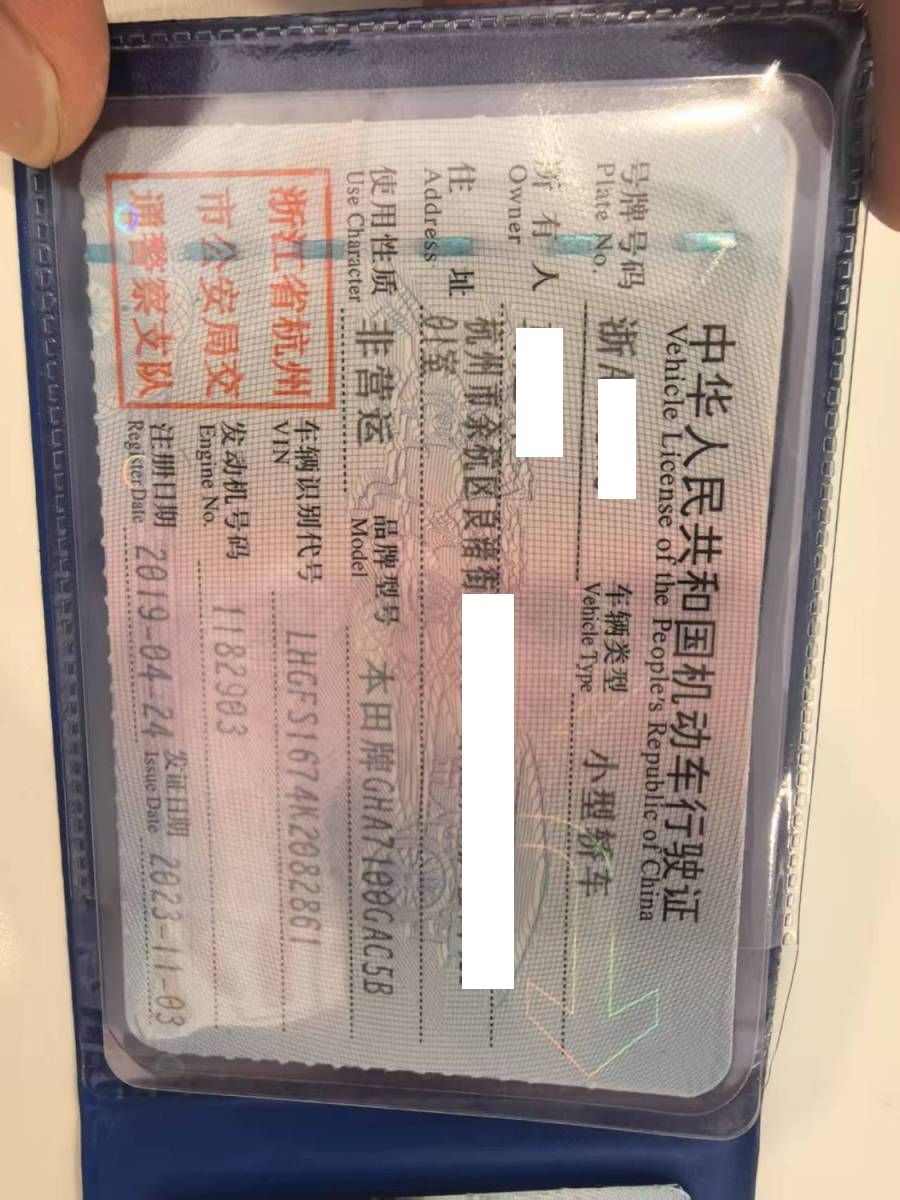 中华人民共和国机动车行驶证
Vehicle License of the People's Republic of China
号牌号码 浙A 车辆类型 小型轿车
Plate No. Vehicle Type
所有人
Owner
住址 杭州市余杭区良渚街
Address 01室
使用性质 非营运 品牌型号 本田牌GHA7100CAC5B
Use Character Model
浙江省杭州
市公安局交
通警察支队
车辆识别代号 LHGFS1674K2082861
VIN
发动机号码 1182903
Engine No.
注册日期 2019-04-24 发证日期 2023-11-03
Register Date Issue Date